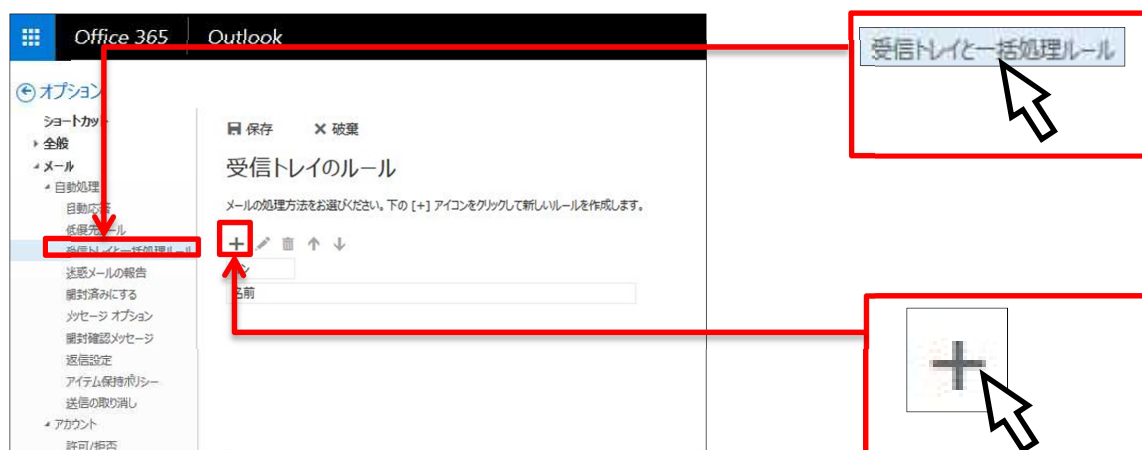 Office 365 Outlook
オプション
ショートカット
全般
メール
自動処理
自動応答
低優先メール
受信トレイと一括処理ルール
迷惑メールの報告
開封済みにする
メッセージ オプション
開封確認メッセージ
返信設定
アイテム保持ポリシー
送信の取り消し
アカウント
許可/拒否
保存 破棄
受信トレイのルール
メールの処理方法をお選びください。下の [+] アイコンをクリックして新しいルールを作成します。
名前
受信トレイと一括処理ルール